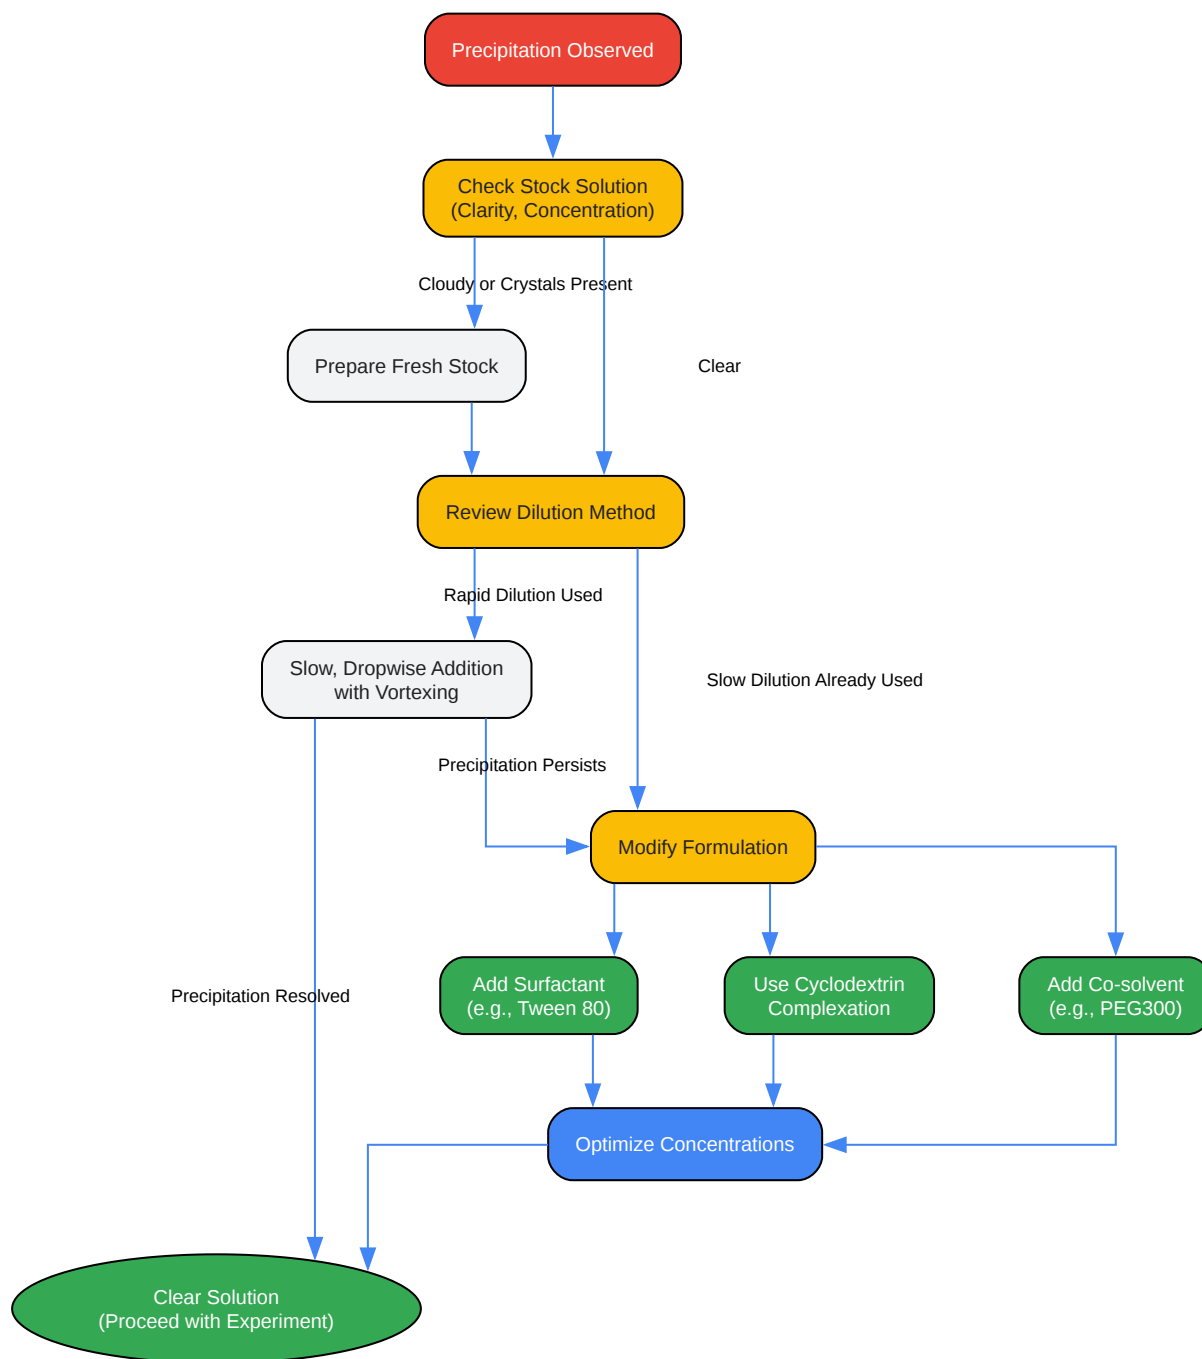 Precipitation Observed
Check Stock Solution
(Clarity, Concentration)
Cloudy or Crystals Present
Prepare Fresh Stock
Clear
Review Dilution Method
Rapid Dilution Used
Slow, Dropwise Addition
with Vortexing
Slow Dilution Already Used
Precipitation Persists
Modify Formulation
Add Surfactant
(e.g., Tween 80)
Use Cyclodextrin
Complexation
Add Co-solvent
(e.g., PEG300)
Precipitation Resolved
Optimize Concentrations
Clear Solution
(Proceed with Experiment)